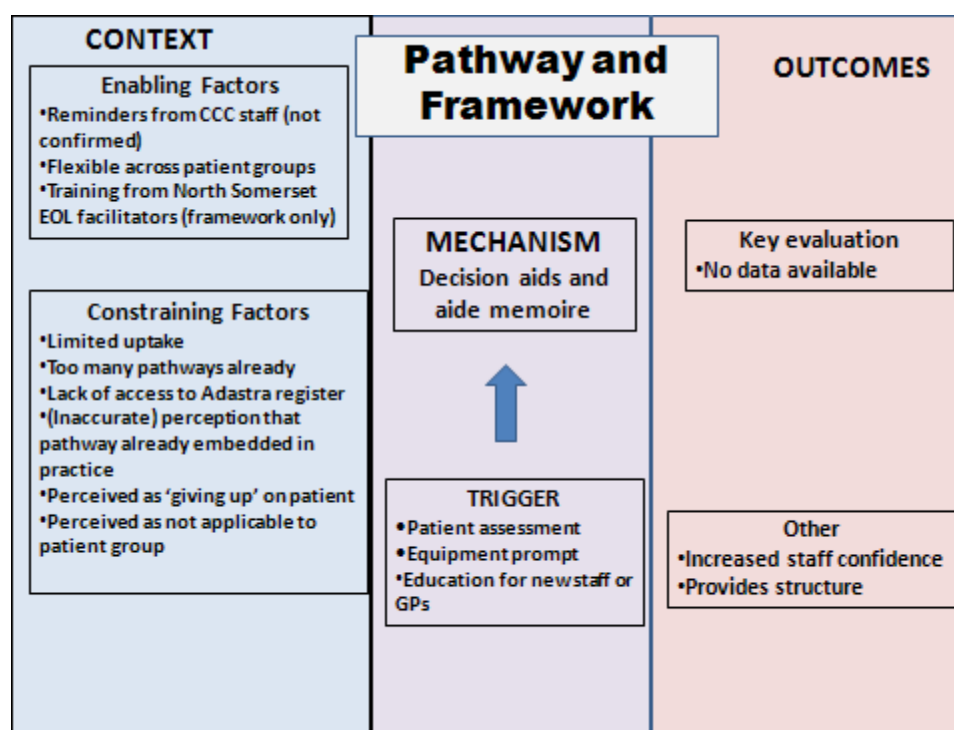 CONTEXT
Enabling Factors
•Reminders from CCC staff (not
confirmed)
•Flexible across patient groups
•Training from North Somerset
EOL facilitators (framework only)
Constraining Factors
•Limited uptake
•Too many pathways already
•Lack of access to Adastra register
•(Inaccurate) perception that
pathway already embedded in
practice
•Perceived as ‘giving up’ on patient
•Perceived as not applicable to
patient group
Pathway and
Framework
MECHANISM
Decision aids and
aide memoire
TRIGGER
•Patient assessment
•Equipment prompt
•Education for new staff or
GPs
OUTCOMES
Key evaluation
•No data available
Other
•Increased staff confidence
•Provides structure